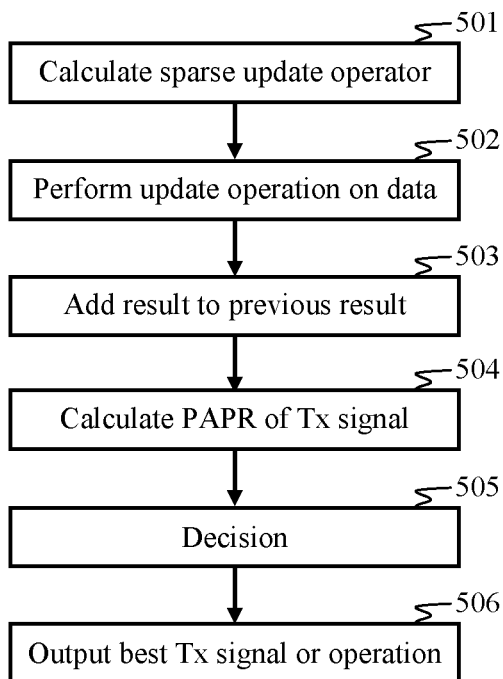 501
Calculate sparse update operator
502
Perform update operation on data
503
Add result to previous result
504
Calculate PAPR of Tx signal
505
Decision
506
Output best Tx signal or operation